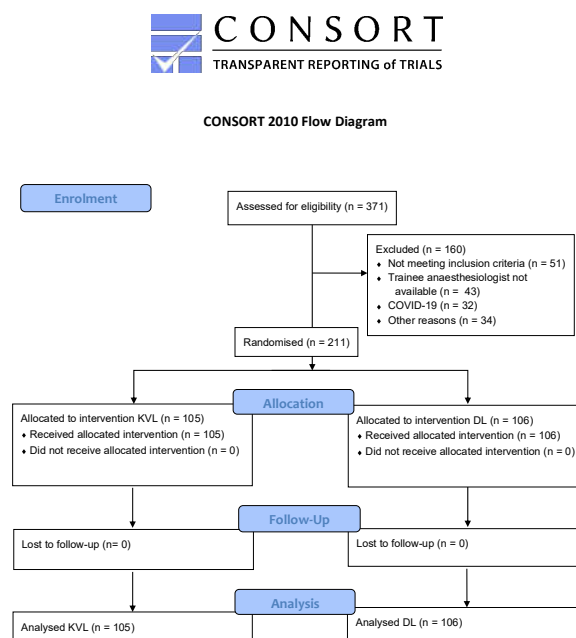 CONSORT
TRANSPARENT REPORTING of TRIALS
CONSORT 2010 Flow Diagram
Enrolment
Assessed for eligibility (n = 371)
Excluded (n = 160)
♦ Not meeting inclusion criteria (n = 51)
♦ Trainee anaesthesiologist not
available (n = 43)
♦ COVID-19 (n = 32)
♦ Other reasons (n = 34)
Randomised (n = 211)
Allocation
Allocated to intervention KVL (n = 105)
♦ Received allocated intervention (n = 105)
♦ Did not receive allocated intervention (n = 0)
Allocated to intervention DL (n = 106)
♦ Received allocated intervention (n = 106)
♦ Did not receive allocated intervention (n = 0)
Follow-Up
Lost to follow-up (n= 0)
Lost to follow-up (n = 0)
Analysis
Analysed KVL (n = 105)
Analysed DL (n = 106)